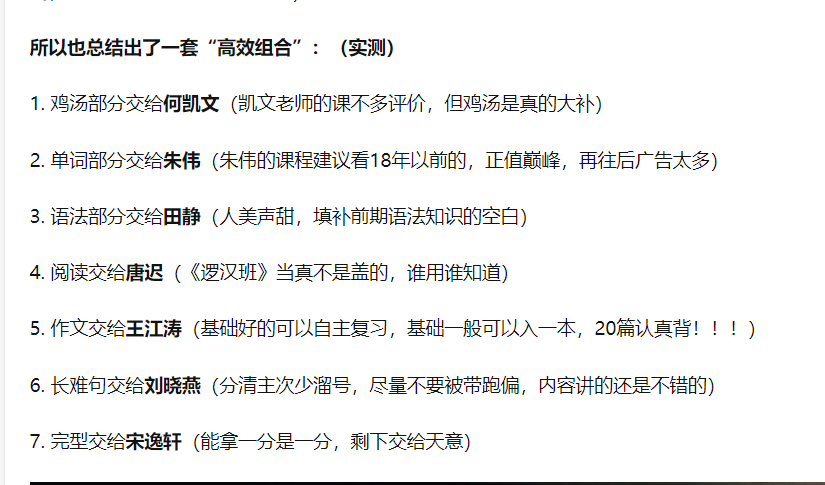 所以也总结出了一套“高效组合”：（实测）
1. 鸡汤部分交给何凯文（凯文老师的课不多评价，但鸡汤是真的大补）
2. 单词部分交给朱伟（朱伟的课程建议看18年以前的，正值巅峰，再往后广告太多）
3. 语法部分交给田静（人美声甜，填补前期语法知识的空白）
4. 阅读交给唐迟（《逻汉班》当真不是盖的，谁用谁知道）
5. 作文交给王江涛（基础好的可以自主复习，基础一般可以入一本，20篇认真背！！！）
6. 长难句交给刘晓燕（分清主次少溜号，尽量不要被带跑偏，内容讲的还是不错的）
7. 完型交给宋逸轩（能拿一分是一分，剩下交给天意）